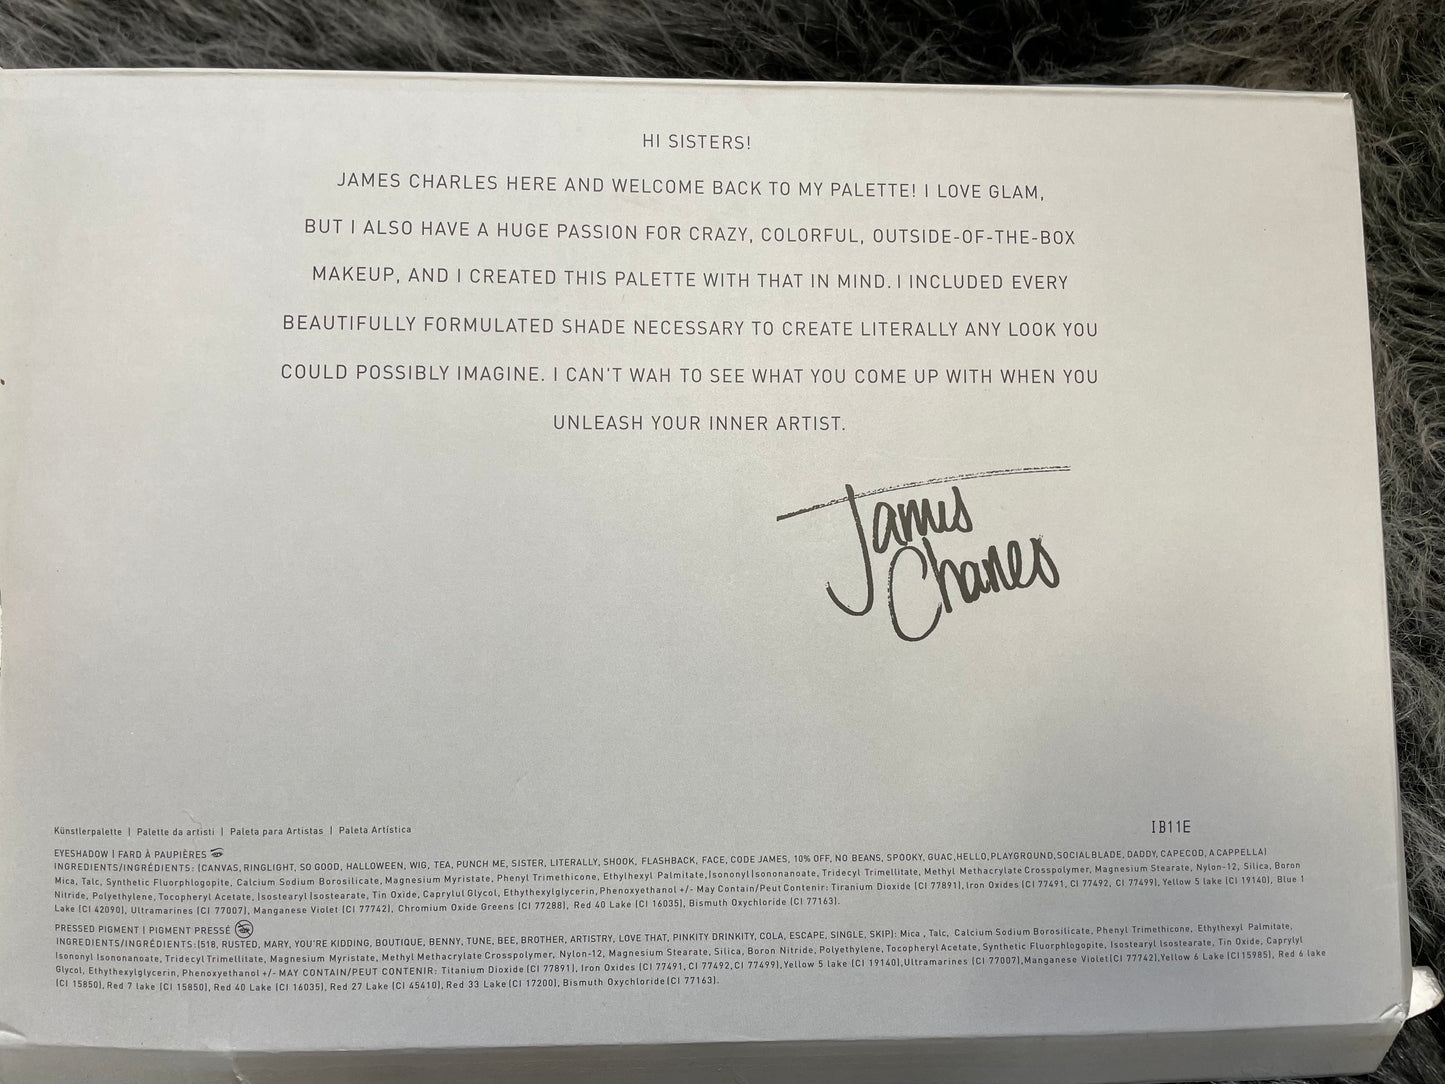 HI SISTERS!
JAMES CHARLES HERE AND WELCOME BACK TO MY PALETTE! I LOVE GLAM,
BUT I ALSO HAVE A HUGE PASSION FOR CRAZY, COLORFUL, OUTSIDE-OF-THE-BOX
MAKEUP, AND I CREATED THIS PALETTE WITH THAT IN MIND. I INCLUDED EVERY
BEAUTIFULLY FORMULATED SHADE NECESSARY TO CREATE LITERALLY ANY LOOK YOU
COULD POSSIBLY IMAGINE. I CAN'T WAH TO SEE WHAT YOU COME UP WITH WHEN YOU
UNLEASH YOUR INNER ARTIST.
James
Charles
Künstlerpalette | Palette da artisti | Paleta para Artistas | Paleta Artística
IB11E
EYESHADOW | FARD À PAUPIÈRES
INGREDIENTS/INGRÉDIENTS: (CANVAS, RINGLIGHT, SO GOOD, HALLOWEEN, WIG, TEA, PUNCH ME, SISTER, LITERALLY, SHOOK, FLASHBACK, FACE, CODE JAMES, 10% OFF, NO BEANS, SPOOKY, GUAC,HELLO,PLAYGROUND,SOCIALBLADE, DADDY, CAPECOD, A CAPPELLA)
Mica, Talc, Synthetic Fluorphlogopite, Calcium Sodium Borosilicate, Magnesium Myristate, Phenyl Trimethicone, Ethylhexyl Palmitate,Isononyl Isononanoate, Tridecyl Trimellitate, Methyl Methacrylate Crosspolymer, Magnesium Stearate, Nylon-12, Silica, Boron
Nitride, Polyethylene, Tocopheryl Acetate, Isostearyl Isostearate, Tin Oxide, Caprylul Glycol, Ethythexylglycerin, Phenoxyethanol +/- May Contain/Peut Contenir: Tiranium Dioxide (CI 77891), Iron Oxides (CI 77491, CI 77492, CI 77499), Yellow 5 lake (CI 19140), Blue 1
Lake (CI 42090), Ultramarines (CI 77007), Manganese Violet (CI 77742), Chromium Oxide Greens (CI 77288), Red 40 Lake (CI 16035), Bismuth Oxychloride (CI 77163).
PRESSED PIGMENT | PIGMENT PRESSÉ
INGREDIENTS/INGRÉDIENTS:(518, RUSTED, MARY, YOU'RE KIDDING, BOUTIQUE, BENNY, TUNE, BEE, BROTHER, ARTISTRY, LOVE THAT, PINKITY DRINKITY, COLA, ESCAPE, SINGLE, SKIP): Mica , Talc, Calcium Sodium Borosilicate, Phenyl Trimethicone, Ethythexyl Palmitate,
Isononyl Isononanoate, Tridecyl Trimellitate, Magnesium Myristate, Methyl Methacrylate Crosspolymer, Nylon-12, Magnesium Stearate, Silica, Boron Nitride, Polyethylene, Tocopheryl Acetate, Synthetic Fluorphlogopite, Isostearyl Isostearate, Tin Oxide, Caprylyl
Glycol, Ethythexylglycerin, Phenoxyethanol +/- MAY CONTAIN/PEUT CONTENIR: Titanium Dioxide (CI 77891), Iron Oxides (CI 77491, CI 77492,CI 77499),Yellow 5 lake (CI 19140),Ultramarines (CI 77007),Manganese Violet(CI 77742),Yellow 6 Lake (CI15985), Red 6 lake
(CI 15850), Red 7 lake (CI 15850), Red 40 Lake (CI 16035), Red 27 Lake (CI 45410), Red 33 Lake (CI 17200), Bismuth Oxychloride (CI 77163).